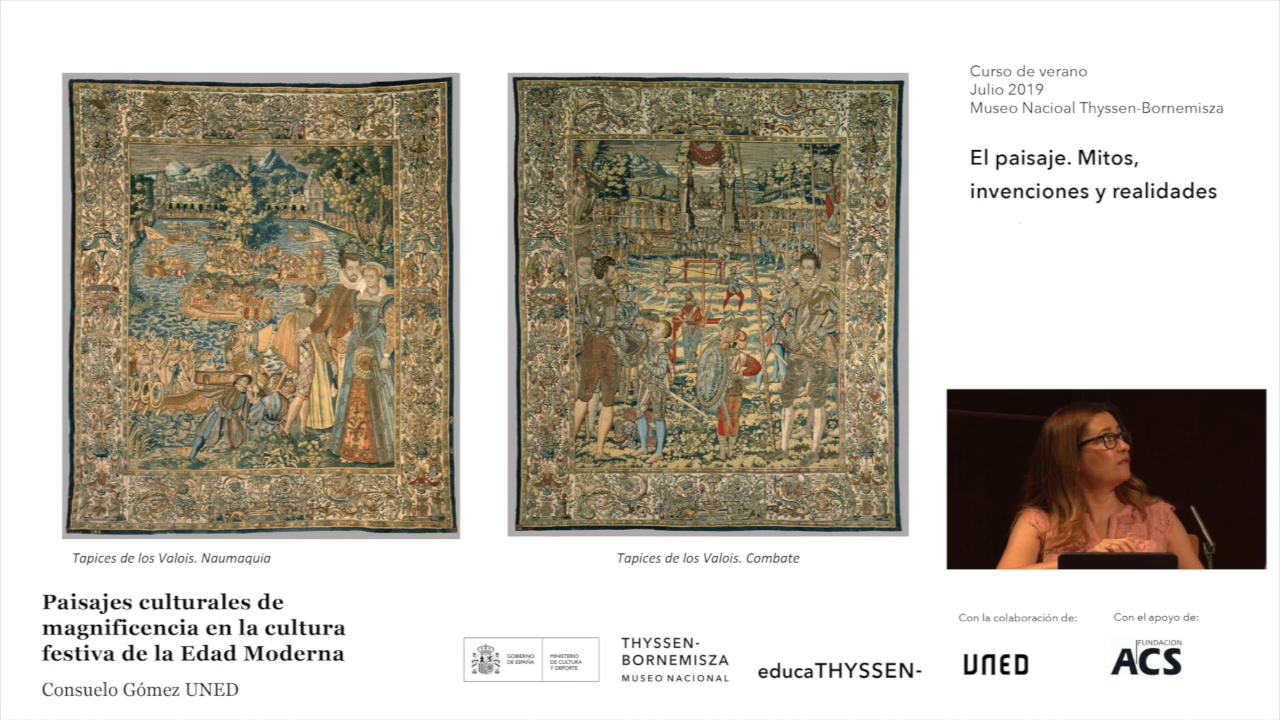 Curso de verano
Julio 2019
Museo Nacioal Thyssen-Bornemisza
El paisaje. Mitos,
invenciones y realidades
Tapices de los Valois. Naumaquia
Tapices de los Valois. Combate
Paisajes culturales de
magnificencia en la cultura
festiva de la Edad Moderna
Consuelo Gómez UNED
GOBIERNO
DE ESPAÑA
MINISTERIO
DE CULTURA
Y DEPORTE
THYSSEN-
BORNEMISZA
MUSEO NACIONAL
educaTHYSSEN-
Con la colaboración de:
UNED
Con el apoyo de:
FUNDACION
ACS